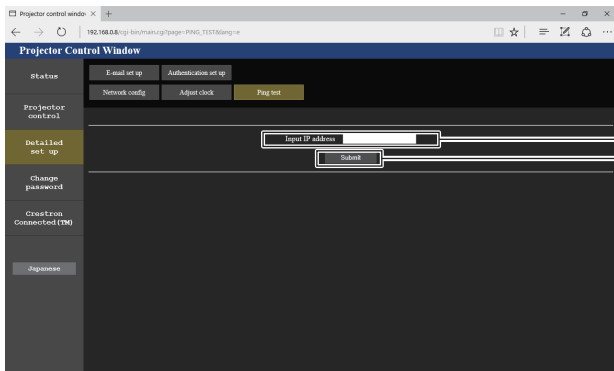 Projector control windov
192.168.0.8/cgi-bin/main.cgi?page=PING_TEST&lang=e
Projector Control Window
Status
E-mail set up
Authentication set up
Network config
Adjust clock
Ping test
Projector
control
Detailed
set up
Input IP address
Submit
Change
password
Crestron
Connected(TM)
Japanese